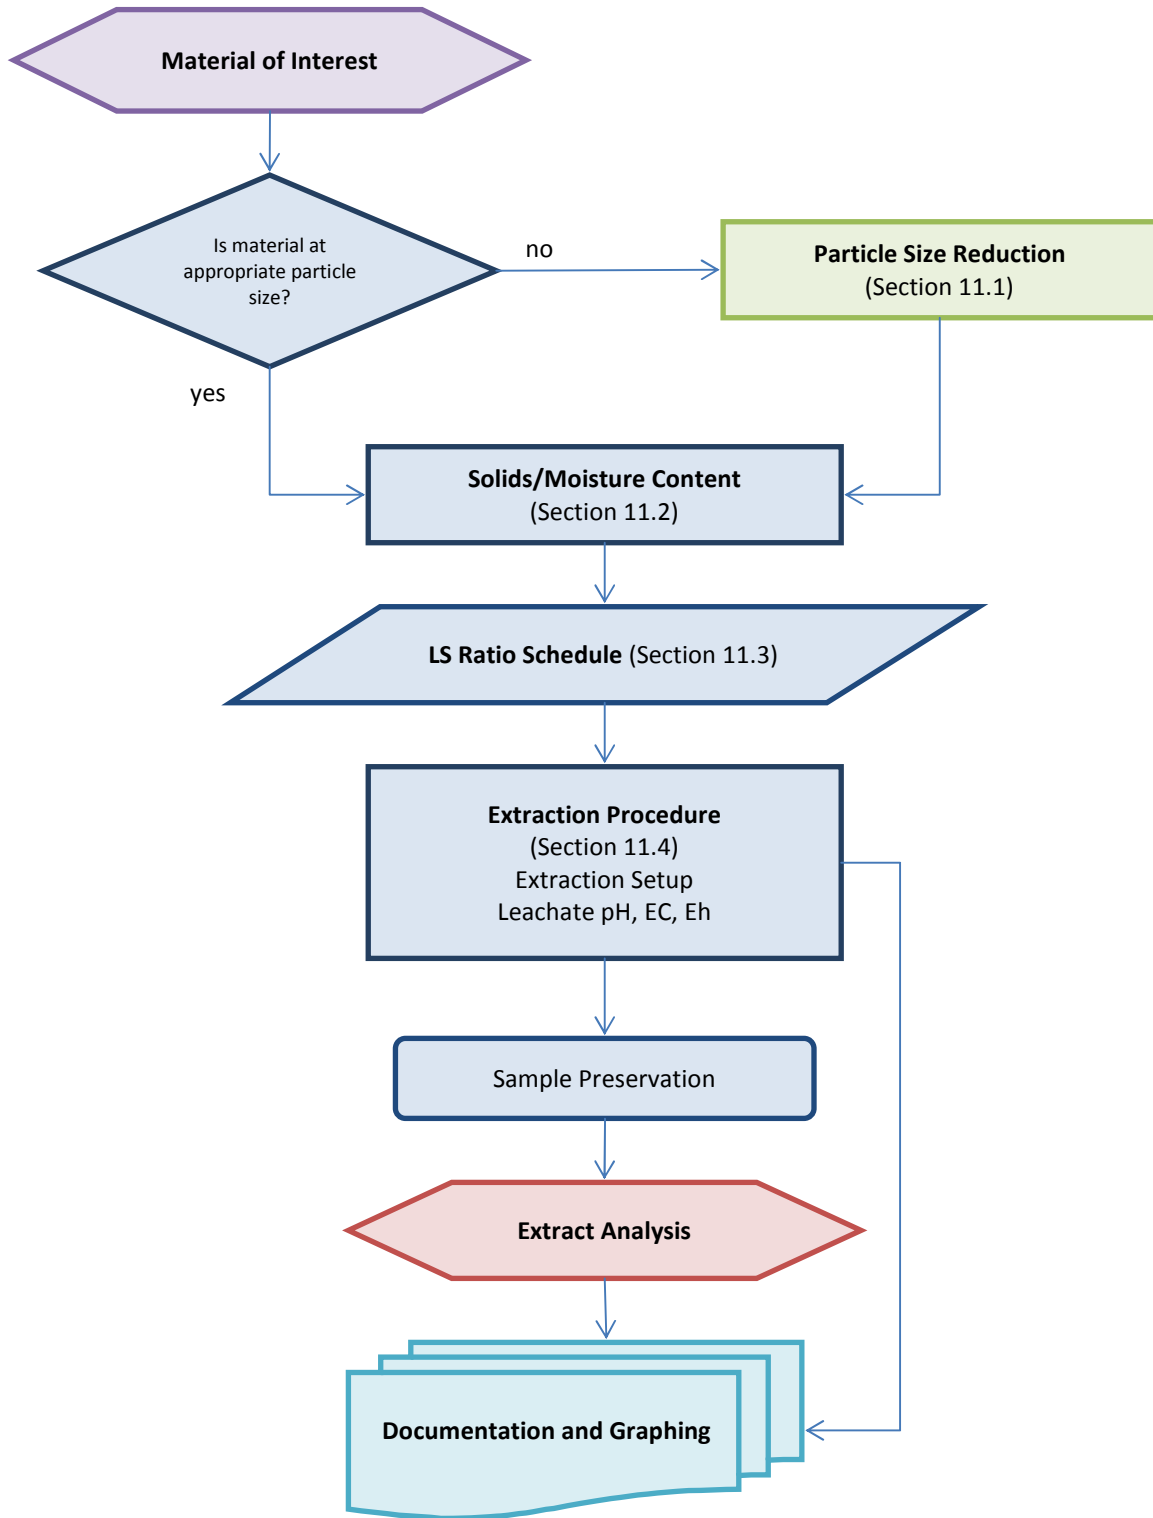 Material of Interest
Is material at
appropriate particle
size?
no
Particle Size Reduction
(Section 11.1)
yes
Solids/Moisture Content
(Section 11.2)
LS Ratio Schedule (Section 11.3)
Extraction Procedure
(Section 11.4)
Extraction Setup
Leachate pH, EC, Eh
Sample Preservation
Extract Analysis
Documentation and Graphing